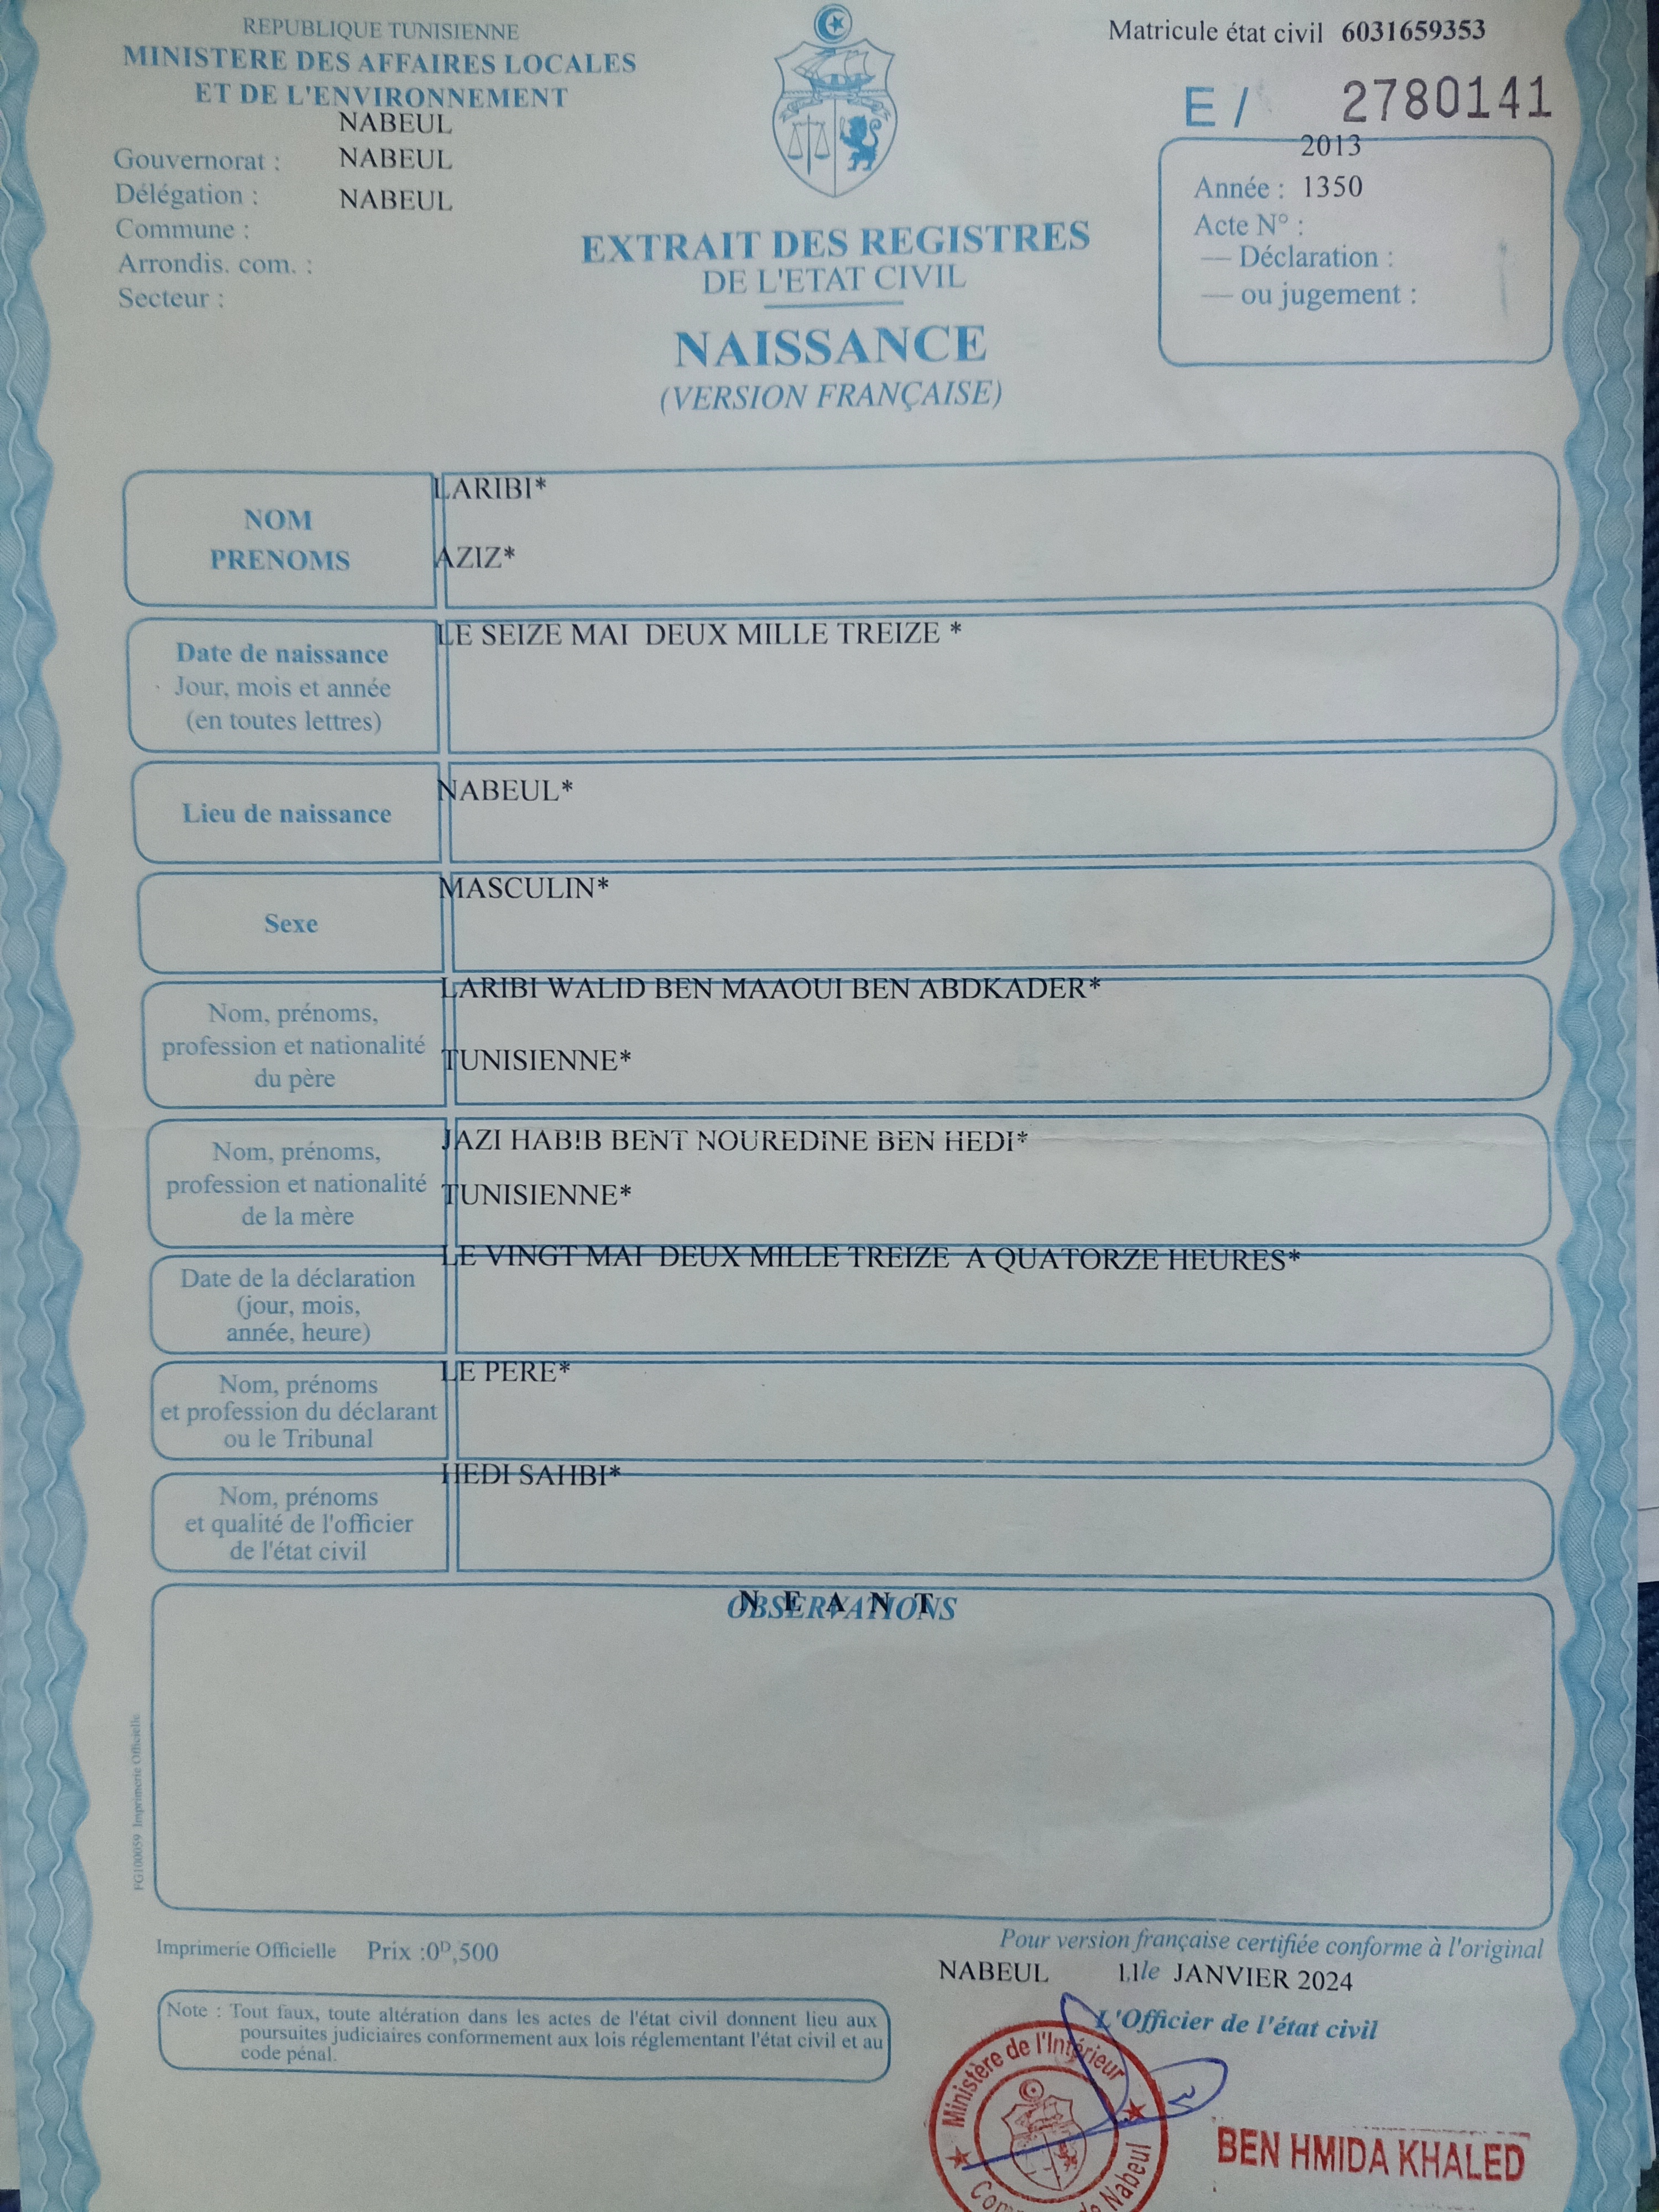 REPUBLIQUE TUNISIENNE
MINISTERE DES AFFAIRES LOCALES
ET DE L'ENVIRONNEMENT
NABEUL
Gouvernorat : NABEUL
Délégation : NABEUL
Commune :
Arrondis. com. :
Secteur :
Matricule état civil 6031659353
E / 2780141
2013
Année : 1350
Acte N° :
— Déclaration :
— ou jugement :
EXTRAIT DES REGISTRES
DE L'ETAT CIVIL
NAISSANCE
(VERSION FRANÇAISE)
NOM
PRENOMS
LARIBI*
AZIZ*
Date de naissance
Jour, mois et année
(en toutes lettres)
LE SEIZE MAI DEUX MILLE TREIZE *
Lieu de naissance
NABEUL*
Sexe
MASCULIN*
Nom, prénoms,
profession et nationalité
du père
LARIBI WALID BEN MAAOUI BEN ABDKADER*
TUNISIENNE*
Nom, prénoms,
profession et nationalité
de la mère
JAZI HAB!B BENT NOUREDINE BEN HEDI*
TUNISIENNE*
Date de la déclaration
(jour, mois,
année, heure)
LE VINGT MAI DEUX MILLE TREIZE A QUATORZE HEURES*
Nom, prénoms
et profession du déclarant
ou le Tribunal
LE PERE*
Nom, prénoms
et qualité de l'officier
de l'état civil
HEDI SAHBI*
OBSERVATIONS
N E A N T
FG100059 Imprimerie Officielle
Imprimerie Officielle Prix :0D,500
Note : Tout faux, toute altération dans les actes de l'état civil donnent lieu aux
poursuites judiciaires conformement aux lois réglementant l'état civil et au
code pénal.
Pour version française certifiée conforme à l'original
NABEUL 11le JANVIER 2024
L'Officier de l'état civil
Ministère de l'Intérieur
de Nabeul
BEN HMIDA KHALED